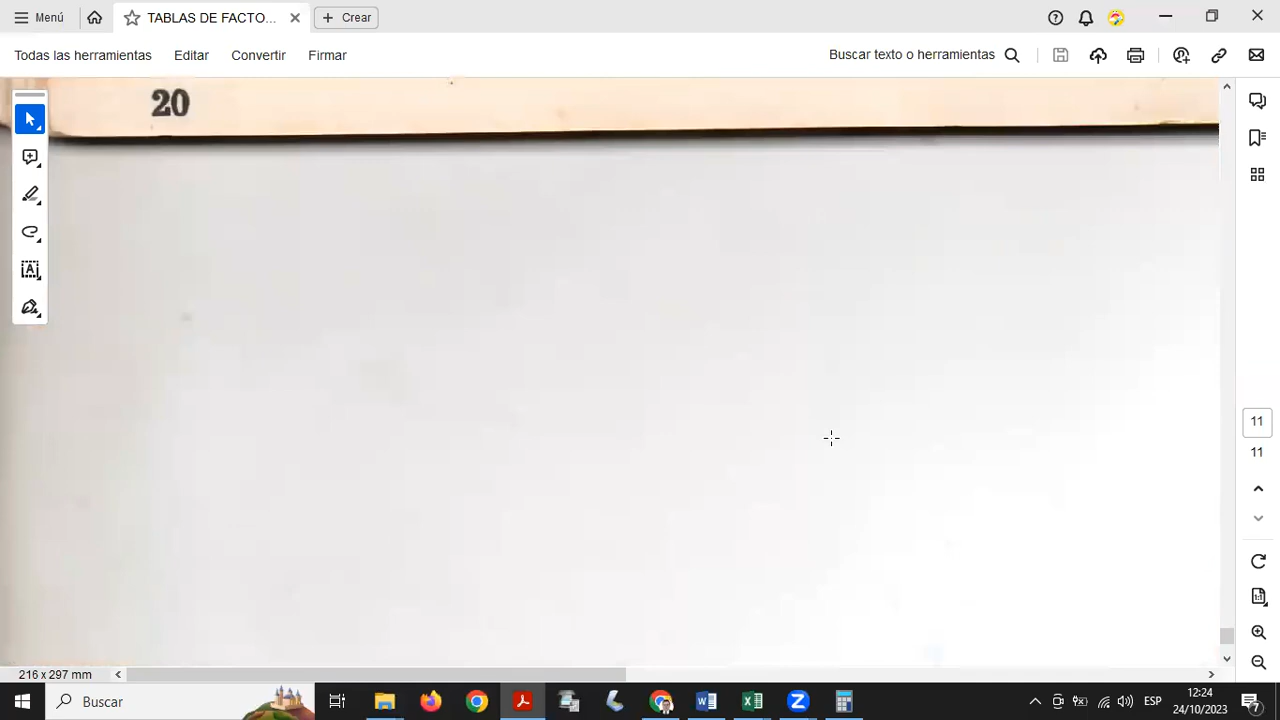 Menú
TABLAS DE FACTO...
Crear
Todas las herramientas
Editar
Convertir
Firmar
Buscar texto o herramientas
20
11
11
216 x 297 mm
Buscar
ESP
12:24
24/10/2023
7